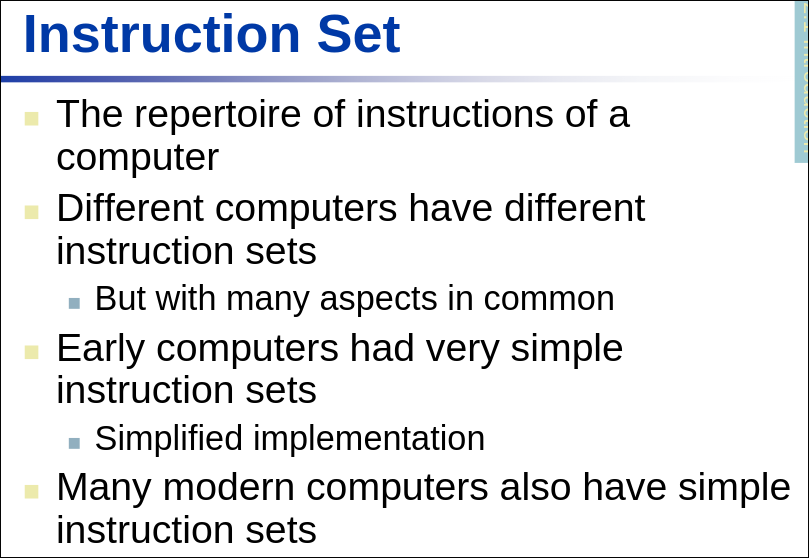 Instruction Set
The repertoire of instructions of a
computer
Different computers have different
instruction sets
But with many aspects in common
Early computers had very simple
instruction sets
Simplified implementation
Many modern computers also have simple
instruction sets